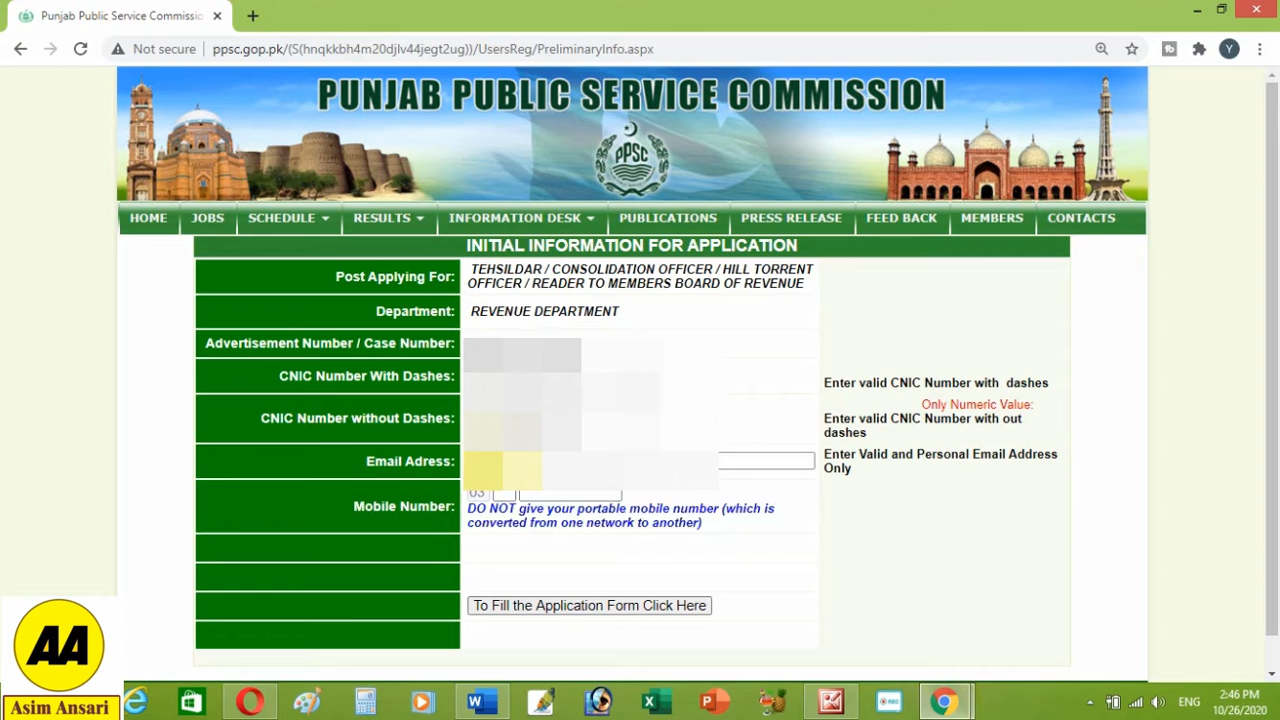 Punjab Public Service Commissio
Not secure
ppsc.gop.pk/(S(hnqkkbh4m20djlv44jegt2ug))/UsersReg/PreliminaryInfo.aspx
Y
PUNJAB PUBLIC SERVICE COMMISSION
PPSC
HOME
JOBS
SCHEDULE
RESULTS
INFORMATION DESK
PUBLICATIONS
PRESS RELEASE
FEED BACK
MEMBERS
CONTACTS
INITIAL INFORMATION FOR APPLICATION
Post Applying For:
TEHSILDAR / CONSOLIDATION OFFICER / HILL TORRENT
OFFICER / READER TO MEMBERS BOARD OF REVENUE
Department:
REVENUE DEPARTMENT
Advertisement Number / Case Number:
CNIC Number With Dashes:
Enter valid CNIC Number with dashes
Only Numeric Value:
CNIC Number without Dashes:
Enter valid CNIC Number with out
dashes
Email Adress:
Enter Valid and Personal Email Address
Only
03
Mobile Number:
DO NOT give your portable mobile number (which is
converted from one network to another)
To Fill the Application Form Click Here
AA
Asim Ansari
ENG
2:46 PM
10/26/2020